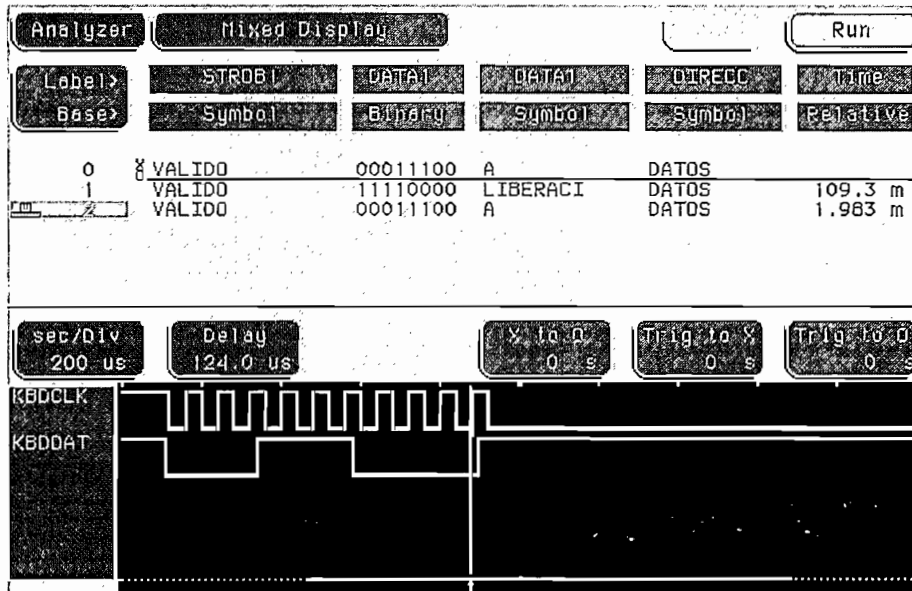 Analyzer Mixed Display Run
Label> STROB1 DATA1 DATA1 DIRECC Time
Base> Symbol Binary Symbol Symbol Relative
0 VALIDO 00011100 A DATOS
1 VALIDO 11110000 LIBERACI DATOS 109.3 m
2 VALIDO 00011100 A DATOS 1.983 m
sec/Div Delay X to O Trig to X Trig to O
200 us 124.0 us 0 s 0 s 0 s
KBDCLK
KBDDAT